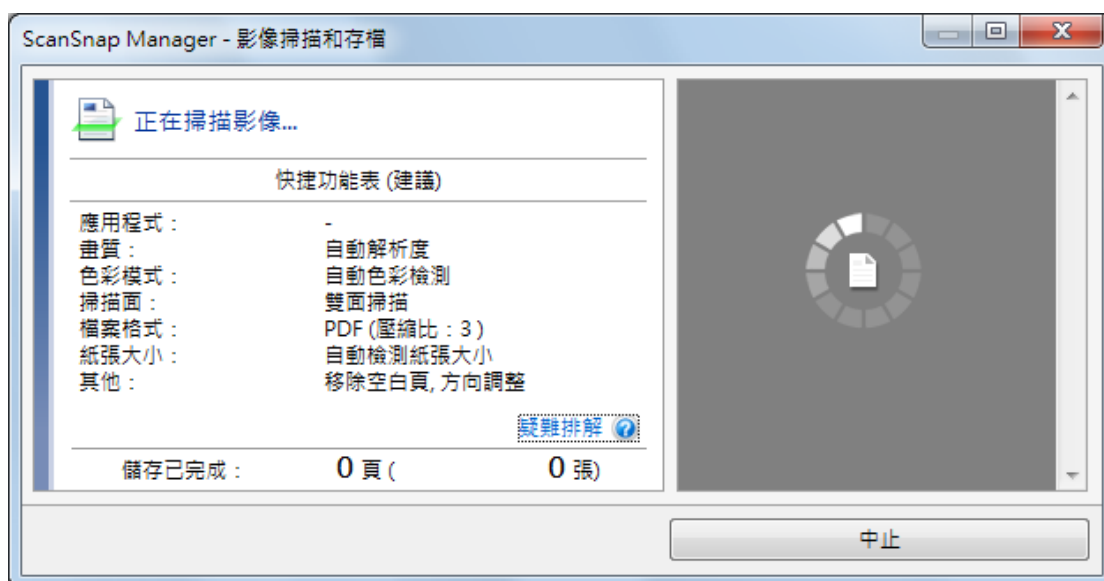 ScanSnap Manager - 影像掃描和存檔
正在掃描影像...
快捷功能表 (建議)
應用程式： -
畫質： 自動解析度
色彩模式： 自動色彩檢測
掃描面： 雙面掃描
檔案格式： PDF (壓縮比：3 )
紙張大小： 自動檢測紙張大小
其他： 移除空白頁, 方向調整
疑難排解
儲存已完成： 0 頁 ( 0 張)
中止